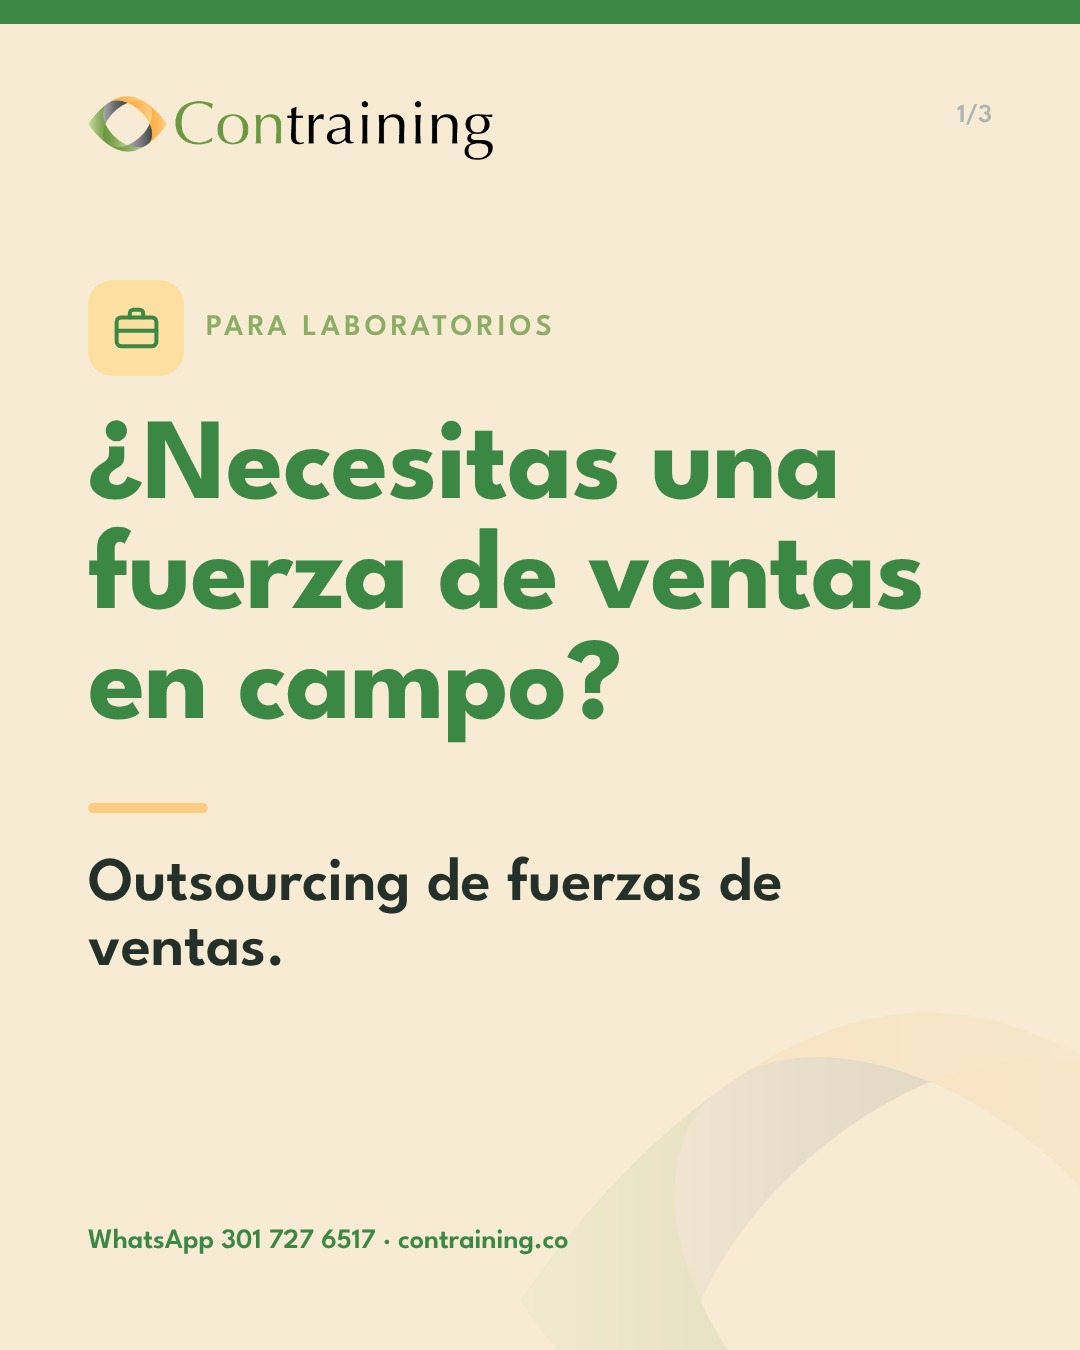 Contraining
1/3
PARA LABORATORIOS
¿Necesitas una
fuerza de ventas
en campo?
Outsourcing de fuerzas de
ventas.
WhatsApp 301 727 6517 · contraining.co